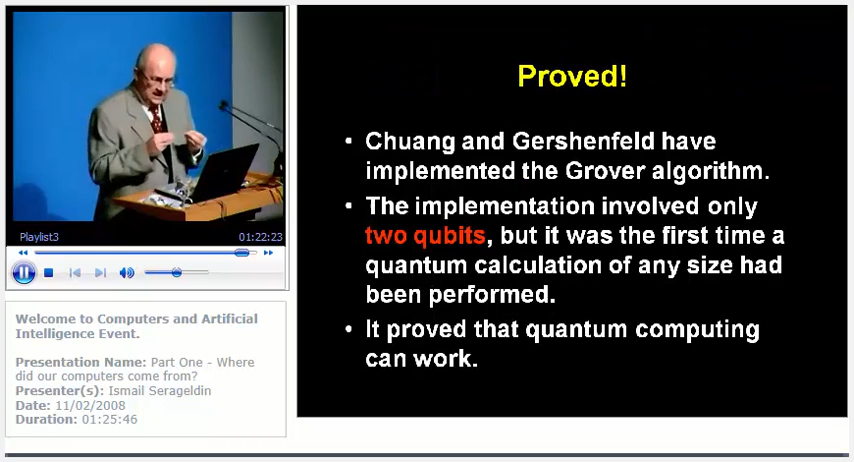 Playlist3 01:22:23
Welcome to Computers and Artificial
Intelligence Event.
Presentation Name: Part One - Where
did our computers come from?
Presenter(s): Ismail Serageldin
Date: 11/02/2008
Duration: 01:25:46
Proved!
• Chuang and Gershenfeld have
implemented the Grover algorithm.
• The implementation involved only
two qubits, but it was the first time a
quantum calculation of any size had
been performed.
• It proved that quantum computing
can work.